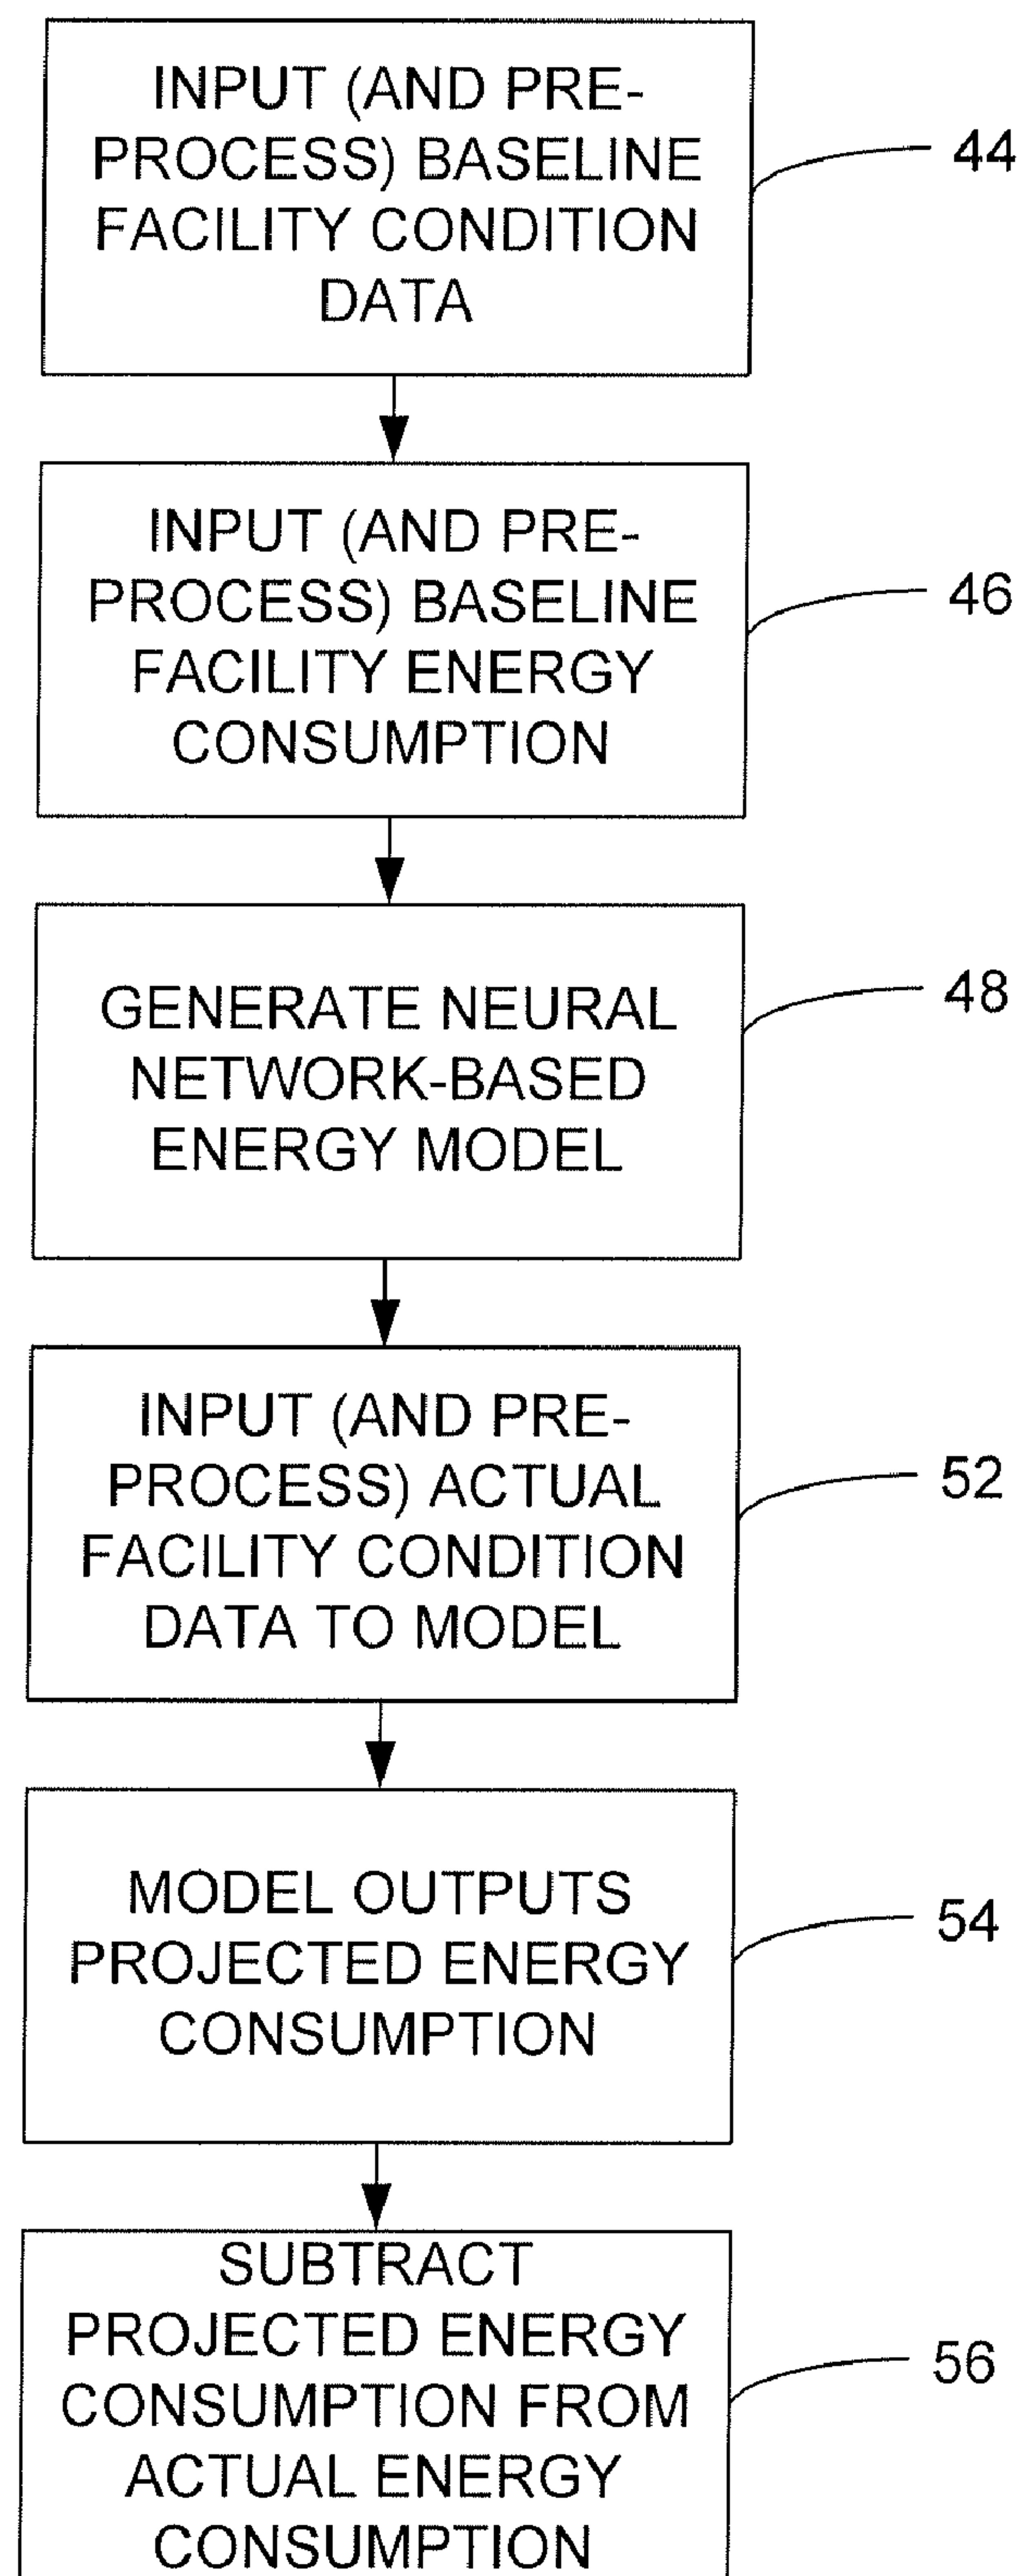 INPUT (AND PRE-
PROCESS) BASELINE
FACILITY CONDITION
DATA
44
INPUT (AND PRE-
PROCESS) BASELINE
FACILITY ENERGY
CONSUMPTION
46
GENERATE NEURAL
NETWORK-BASED
ENERGY MODEL
48
INPUT (AND PRE-
PROCESS) ACTUAL
FACILITY CONDITION
DATA TO MODEL
52
MODEL OUTPUTS
PROJECTED ENERGY
CONSUMPTION
54
SUBTRACT
PROJECTED ENERGY
CONSUMPTION FROM
ACTUAL ENERGY
CONSUMPTION
56